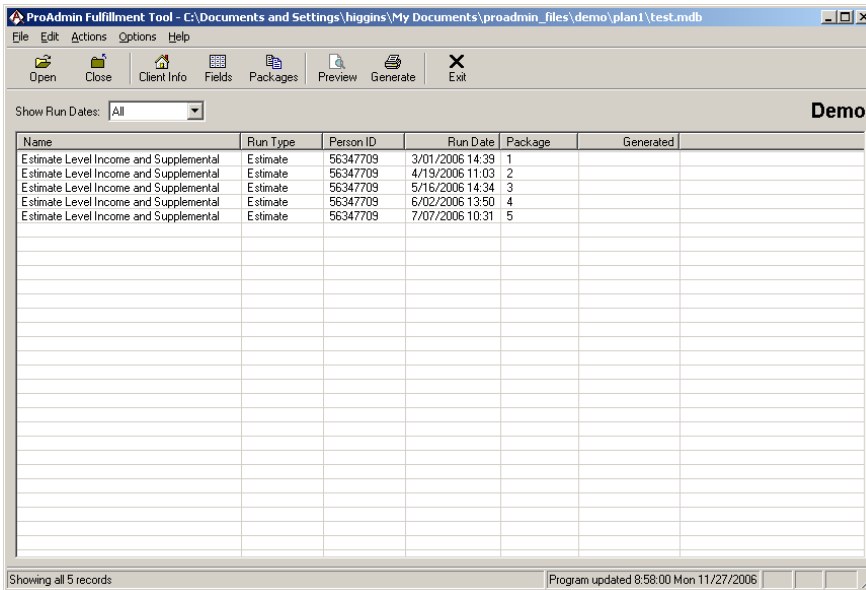 ProAdmin Fulfillment Tool - C:\Documents and Settings\higgins\My Documents\proadmin_files\demo\plan1\test.mdb
File Edit Actions Options Help
Open Close Client Info Fields Packages Preview Generate Exit
Show Run Dates: All Demo
Name Run Type Person ID Run Date Package Generated
Estimate Level Income and Supplemental Estimate 56347709 3/01/2006 14:39 1
Estimate Level Income and Supplemental Estimate 56347709 4/19/2006 11:03 2
Estimate Level Income and Supplemental Estimate 56347709 5/16/2006 14:34 3
Estimate Level Income and Supplemental Estimate 56347709 6/02/2006 13:50 4
Estimate Level Income and Supplemental Estimate 56347709 7/07/2006 10:31 5
Showing all 5 records Program updated 8:58:00 Mon 11/27/2006